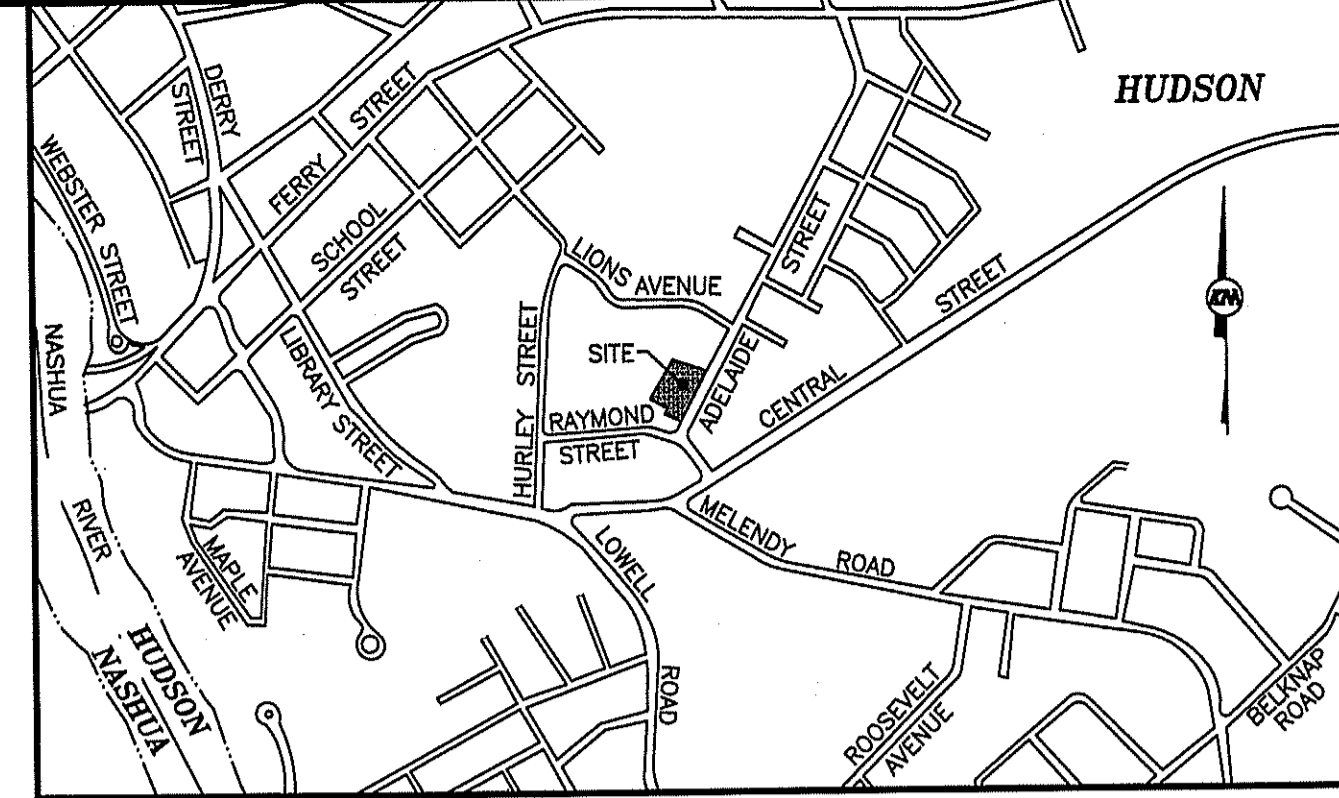 HUDSON
DERRY
STREET
WEBSTER STREET
FERRY
STREET
SCHOOL
STREET
LIONS AVENUE
STREET
ADELAIDE
CENTRAL
STREET
KNA
NASHUA
RIVER
LIBRARY STREET
HURLEY STREET
SITE
RAYMOND
STREET
MAPLE
AVENUE
LOWELL
ROAD
MELENDY
ROAD
HUDSON
NASHUA
ROOSEVELT
AVENUE
BELKNAP
ROAD